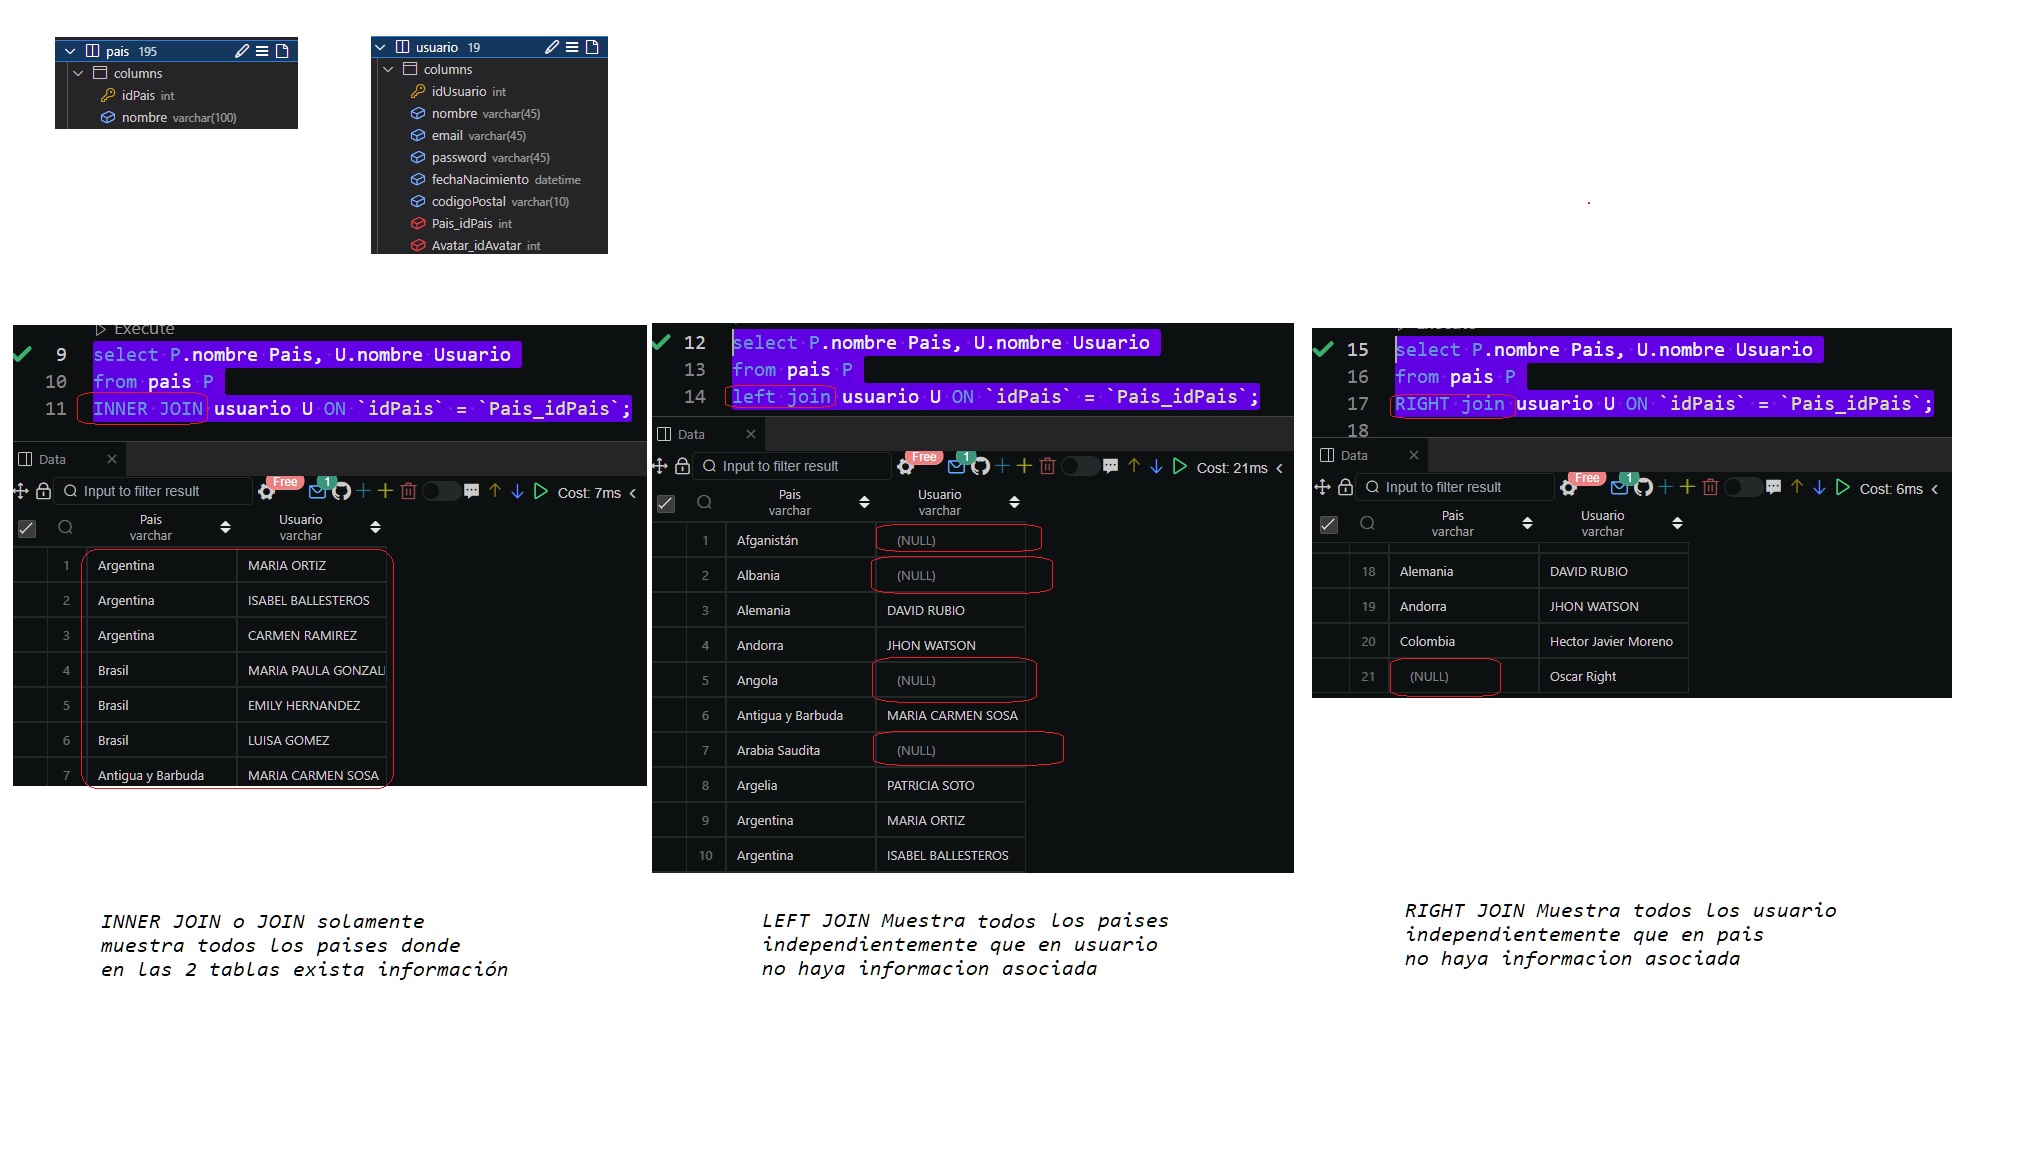 pais 195
columns
idPais int
nombre varchar(100)
usuario 19
columns
idUsuario int
nombre varchar(45)
email varchar(45)
password varchar(45)
fechaNacimiento datetime
codigoPostal varchar(10)
Pais_idPais int
Avatar_idAvatar int
Execute
9 select P.nombre Pais, U.nombre Usuario
10 from pais P
11 INNER JOIN usuario U ON `idPais` = `Pais_idPais`;
Data
Input to filter result Free 1 Cost: 7ms
Pais Usuario
varchar varchar
1 Argentina MARIA ORTIZ
2 Argentina ISABEL BALLESTEROS
3 Argentina CARMEN RAMIREZ
4 Brasil MARIA PAULA GONZAL
5 Brasil EMILY HERNANDEZ
6 Brasil LUISA GOMEZ
7 Antigua y Barbuda MARIA CARMEN SOSA
INNER JOIN o JOIN solamente
muestra todos los paises donde
en las 2 tablas exista información
12 select P.nombre Pais, U.nombre Usuario
13 from pais P
14 left join usuario U ON `idPais` = `Pais_idPais`;
Data
Input to filter result Free 1 Cost: 21ms
Pais Usuario
varchar varchar
1 Afganistán (NULL)
2 Albania (NULL)
3 Alemania DAVID RUBIO
4 Andorra JHON WATSON
5 Angola (NULL)
6 Antigua y Barbuda MARIA CARMEN SOSA
7 Arabia Saudita (NULL)
8 Argelia PATRICIA SOTO
9 Argentina MARIA ORTIZ
10 Argentina ISABEL BALLESTEROS
LEFT JOIN Muestra todos los paises
independientemente que en usuario
no haya informacion asociada
15 select P.nombre Pais, U.nombre Usuario
16 from pais P
17 RIGHT join usuario U ON `idPais` = `Pais_idPais`;
18
Data
Input to filter result Free 1 Cost: 6ms
Pais Usuario
varchar varchar
18 Alemania DAVID RUBIO
19 Andorra JHON WATSON
20 Colombia Hector Javier Moreno
21 (NULL) Oscar Right
RIGHT JOIN Muestra todos los usuario
independientemente que en pais
no haya informacion asociada